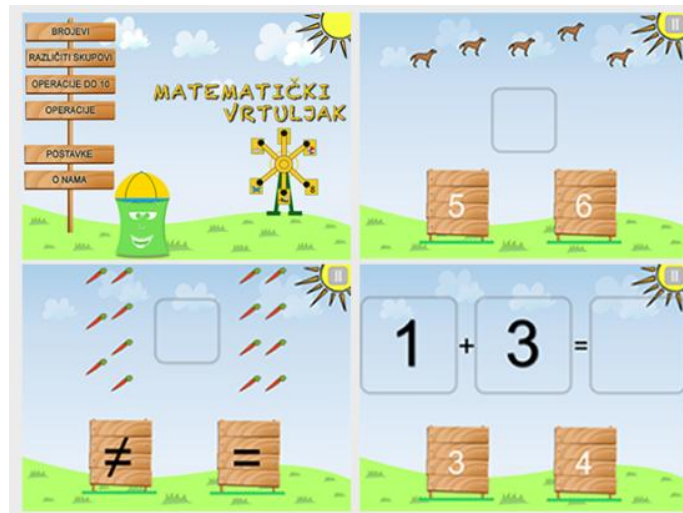 BROJEVI
RAZLIČITI SKUPOVI
OPERACIJE DO 10
OPERACIJE
POSTAVKE
O NAMA
MATEMATIČKI
VRTULJAK
5 6
≠ =
1 + 3 =
3 4